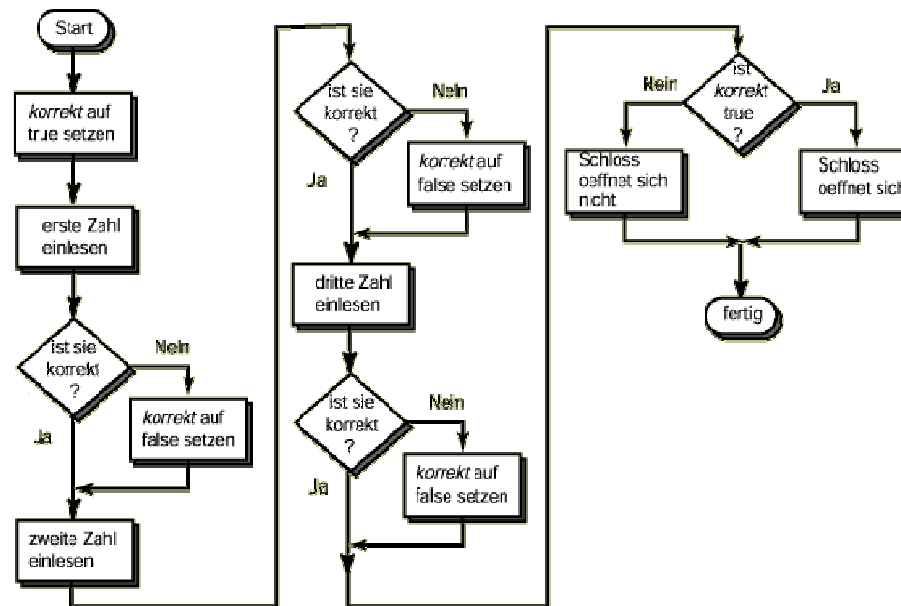 Start
korrekt auf
true setzen
erste Zahl
einlesen
ist sie
korrekt
?
Nein
Ja
korrekt auf
false setzen
zweite Zahl
einlesen
ist sie
korrekt
?
Nein
Ja
korrekt auf
false setzen
dritte Zahl
einlesen
ist sie
korrekt
?
Nein
Ja
korrekt auf
false setzen
ist
korrekt
true
?
Nein
Ja
Schloss
oeffnet sich
nicht
Schloss
oeffnet sich
fertig